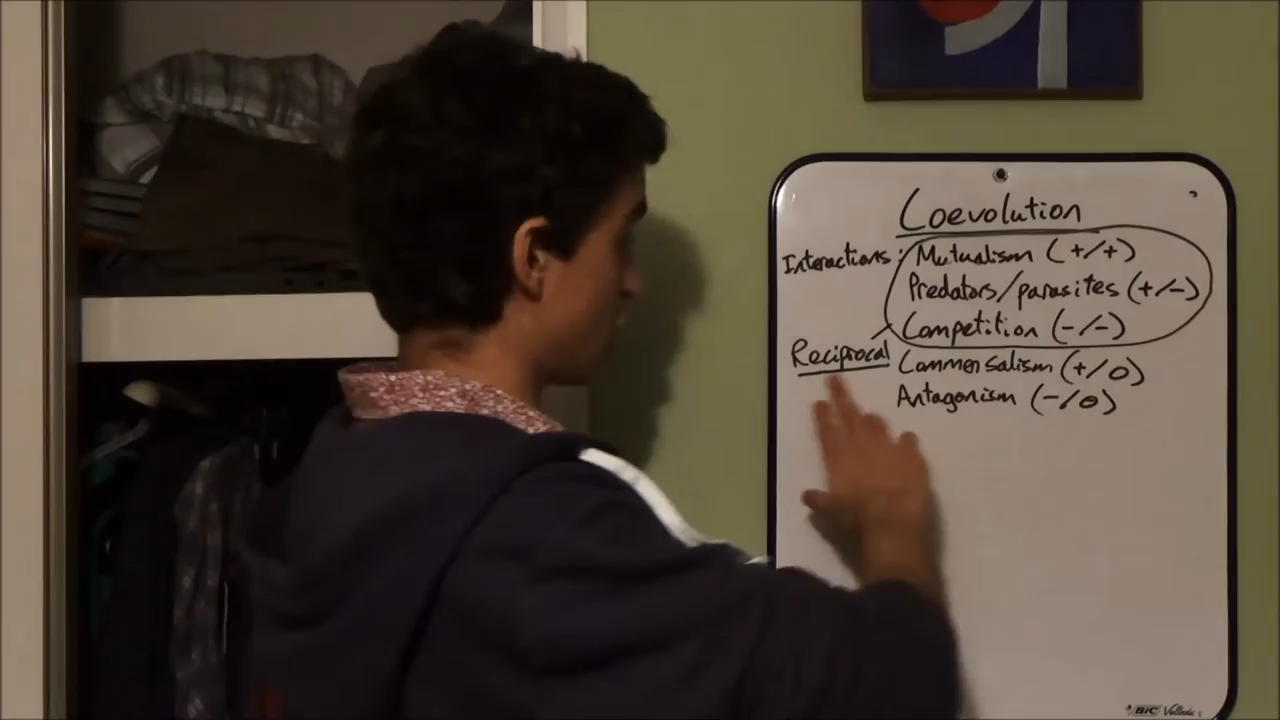 Coevolution
Interactions: Mutualism (+/+)
Predators/parasites (+/-)
Competition (-/-)
Reciprocal
Commensalism (+/0)
Antagonism (-/0)
BIC Velleda